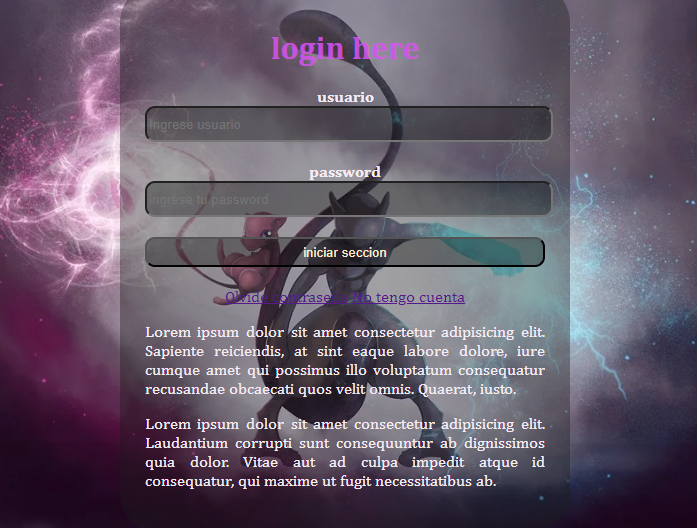 login here
usuario
Ingrese usuario
password
Ingrese tu password
iniciar seccion
Olvide contraseña No tengo cuenta
Lorem ipsum dolor sit amet consectetur adipisicing elit.
Sapiente reiciendis, at sint eaque labore dolore, iure
cumque amet qui possimus illo voluptatum consequatur
recusandae obcaecati quos velit omnis. Quaerat, iusto.
Lorem ipsum dolor sit amet consectetur adipisicing elit.
Laudantium corrupti sunt consequuntur ab dignissimos
quia dolor. Vitae aut ad culpa impedit atque id
consequatur, qui maxime ut fugit necessitatibus ab.